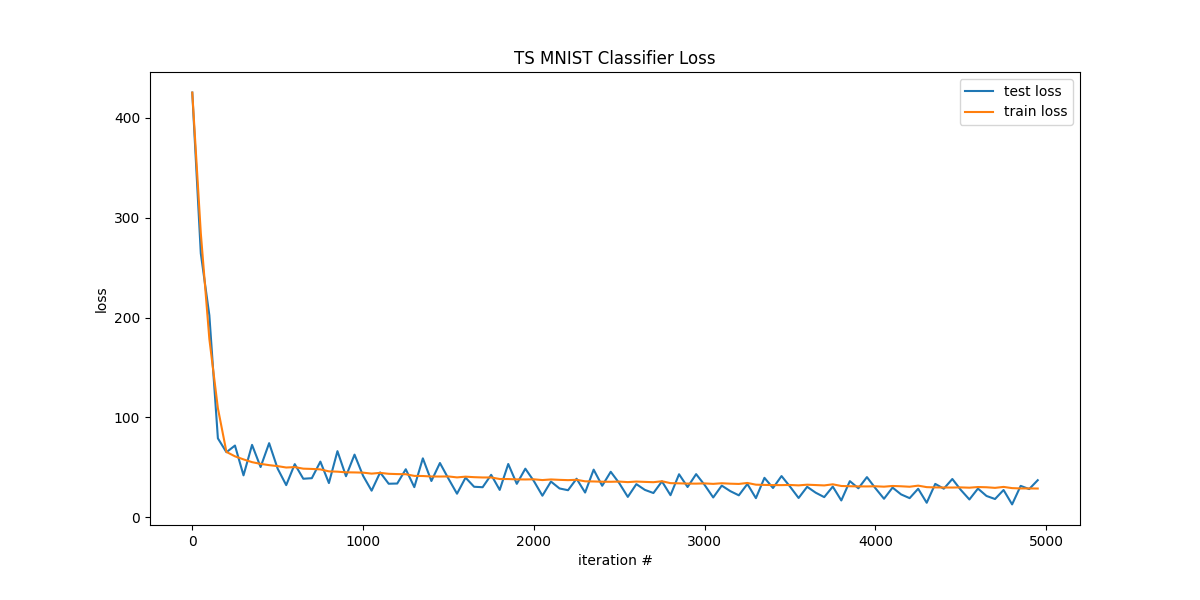 TS MNIST Classifier Loss
test loss
train loss
400
300
200
100
0
loss
0 1000 2000 3000 4000 5000
iteration #